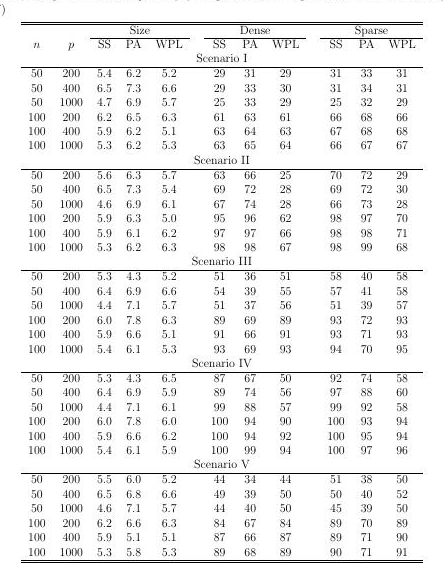 )
Size Dense Sparse
n p SS PA WPL SS PA WPL SS PA WPL
Scenario I
50 200 5.4 6.2 5.2 29 31 29 31 33 31
50 400 6.5 7.3 6.6 29 33 30 31 34 31
50 1000 4.7 6.9 5.7 25 33 29 25 32 29
100 200 6.2 6.5 6.3 61 63 61 66 68 66
100 400 5.9 6.2 5.1 63 64 63 67 68 68
100 1000 5.3 6.2 5.3 63 65 64 66 67 67
Scenario II
50 200 5.6 6.3 5.7 63 66 25 70 72 29
50 400 6.5 7.3 5.4 69 72 28 69 72 30
50 1000 4.6 6.9 6.1 67 74 28 66 73 28
100 200 5.9 6.3 5.0 95 96 62 98 97 70
100 400 5.9 6.1 6.2 97 97 66 98 98 71
100 1000 5.3 6.2 6.3 98 98 67 98 99 68
Scenario III
50 200 5.3 4.3 5.2 51 36 51 58 40 58
50 400 6.4 6.9 6.6 54 39 55 57 41 58
50 1000 4.4 7.1 5.7 51 37 56 51 39 57
100 200 6.0 7.8 6.3 89 69 89 93 72 93
100 400 5.9 6.6 5.1 91 66 91 93 71 93
100 1000 5.4 6.1 5.3 93 69 93 94 70 95
Scenario IV
50 200 5.3 4.3 6.5 87 67 50 92 74 58
50 400 6.4 6.9 5.9 89 74 56 97 88 60
50 1000 4.4 7.1 6.1 99 88 57 99 92 58
100 200 6.0 7.8 6.0 100 94 90 100 93 94
100 400 5.9 6.6 6.2 100 94 92 100 95 94
100 1000 5.4 6.1 5.9 100 99 94 100 97 96
Scenario V
50 200 5.5 6.0 5.2 44 34 44 51 38 50
50 400 6.5 6.8 6.6 49 39 50 50 40 52
50 1000 4.6 7.1 5.7 44 40 50 45 39 50
100 200 6.2 6.6 6.3 84 67 84 89 70 89
100 400 5.9 5.1 5.1 87 66 87 89 71 90
100 1000 5.3 5.8 5.3 89 68 89 90 71 91